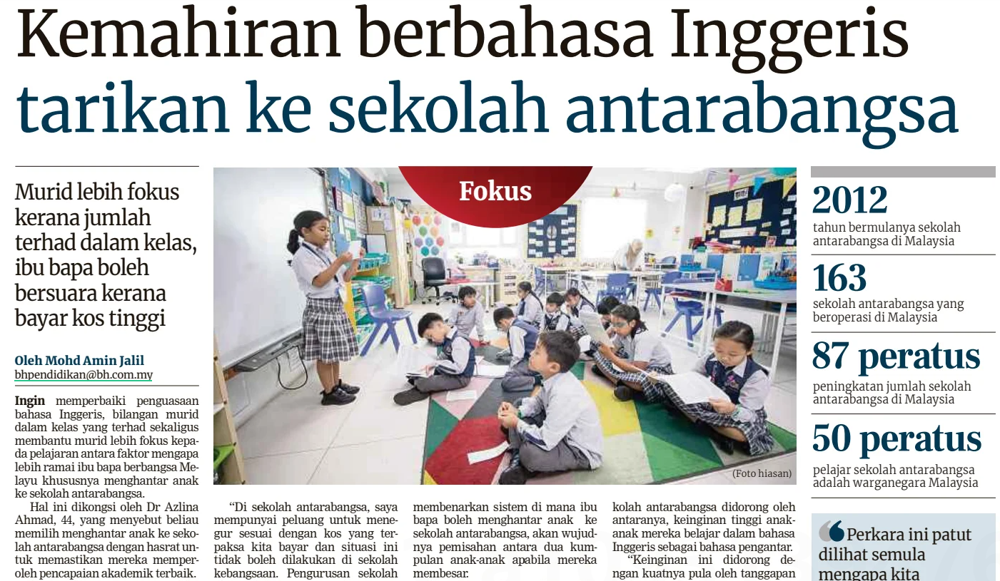 Kemahiran berbahasa Inggeris
tarikan ke sekolah antarabangsa
Murid lebih fokus
kerana jumlah
terhad dalam kelas,
ibu bapa boleh
bersuara kerana
bayar kos tinggi
Oleh Mohd Amin Jalil
bhpendidikan@bh.com.my
Ingin memperbaiki penguasaan
bahasa Inggeris, bilangan murid
dalam kelas yang terhad sekaligus
membantu murid lebih fokus kepa-
da pelajaran antara faktor mengapa
lebih ramai ibu bapa berbangsa Me-
layu khususnya menghantar anak
ke sekolah antarabangsa.
Hal ini dikongsi oleh Dr Azlina
Ahmad, 44, yang menyebut beliau
memilih menghantar anak ke seko-
lah antarabangsa dengan hasrat un-
tuk memastikan mereka memper-
oleh pencapaian akademik terbaik.
Fokus
(Foto hiasan)
“Di sekolah antarabangsa, saya
mempunyai peluang untuk mene-
gur sesuai dengan kos yang ter-
paksa kita bayar dan situasi ini
tidak boleh dilakukan di sekolah
kebangsaan. Pengurusan sekolah
membenarkan sistem di mana ibu
bapa boleh menghantar anak ke
sekolah antarabangsa, akan wujud-
nya pemisahan antara dua kum-
pulan anak-anak apabila mereka
membesar.
kolah antarabangsa didorong oleh
antaranya, keinginan tinggi anak-
anak mereka belajar dalam bahasa
Inggeris sebagai bahasa pengantar.
“Keinginan ini didorong de-
ngan kuatnya pula oleh tanggapan
2012
tahun bermulanya sekolah
antarabangsa di Malaysia
163
sekolah antarabangsa yang
beroperasi di Malaysia
87 peratus
peningkatan jumlah sekolah
antarabangsa di Malaysia
50 peratus
pelajar sekolah antarabangsa
adalah warganegara Malaysia
“Perkara ini patut
dilihat semula
mengapa kita